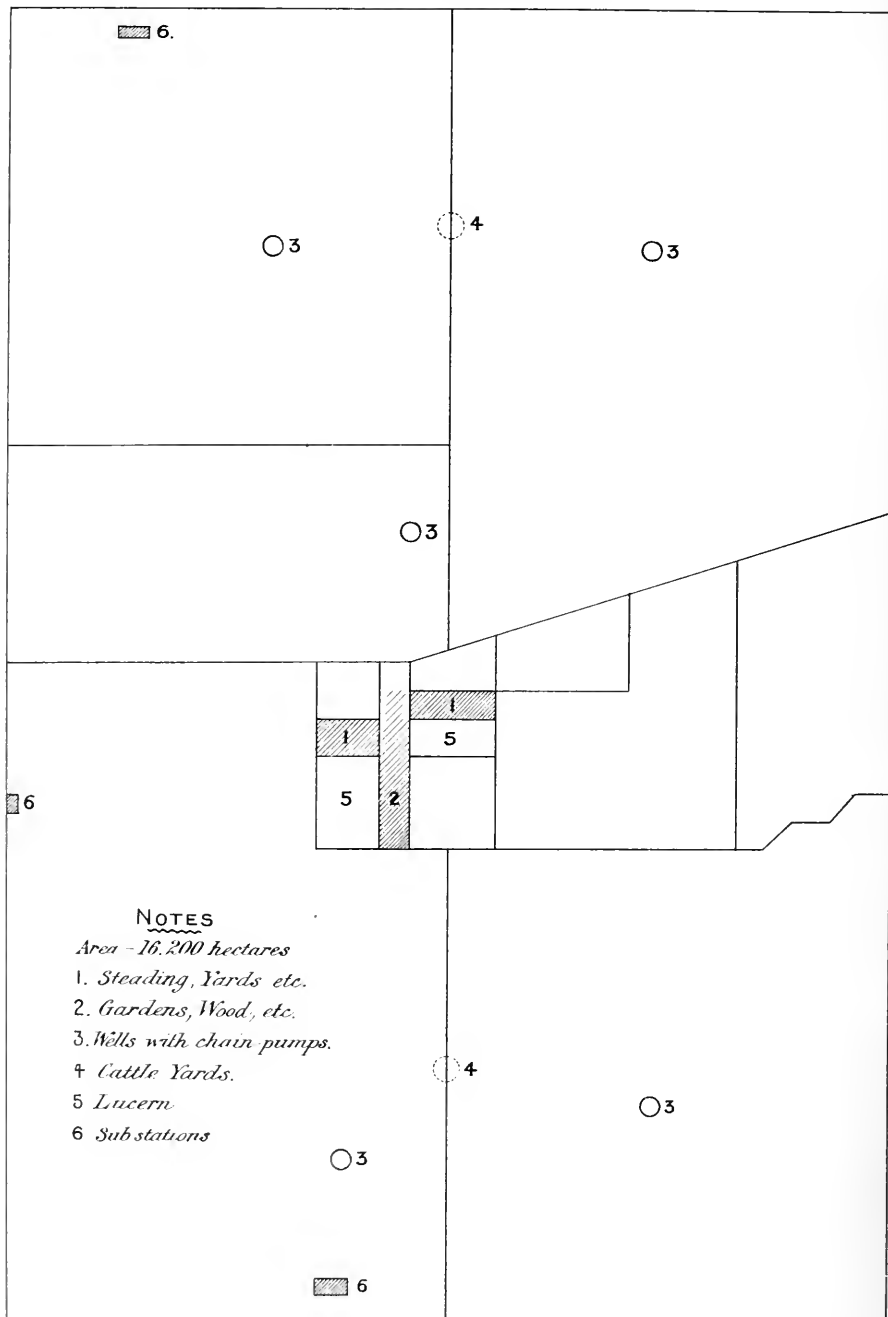 6.
4
3
3
3
1
1
5
5
2
6
NOTES
Area - 16.200 hectares
1. Steading, Yards etc.
2. Gardens, Wood, etc.
3. Wells with chain pumps.
4 Cattle Yards.
5 Lucern
6 Sub stations
4
3
3
6